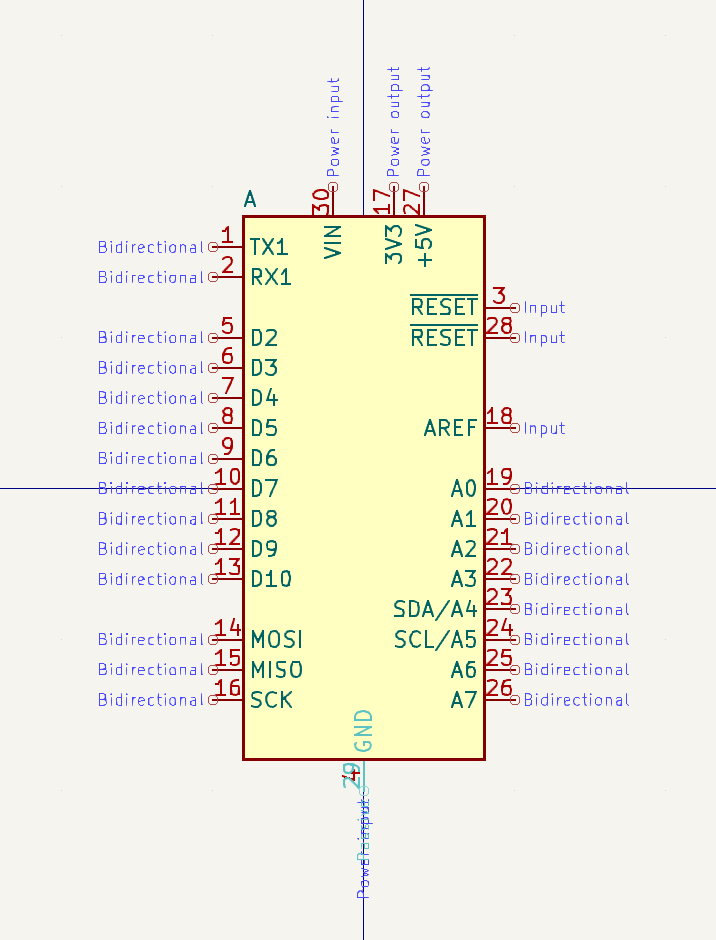 Power input
Power output
Power output
30
17
27
A
VIN
3V3
+5V
Bidirectional 1 TX1
Bidirectional 2 RX1
RESET 3 Input
RESET 28 Input
Bidirectional 5 D2
Bidirectional 6 D3
Bidirectional 7 D4
Bidirectional 8 D5
AREF 18 Input
Bidirectional 9 D6
Bidirectional 10 D7
A0 19 Bidirectional
Bidirectional 11 D8
A1 20 Bidirectional
Bidirectional 12 D9
A2 21 Bidirectional
Bidirectional 13 D10
A3 22 Bidirectional
SDA/A4 23 Bidirectional
Bidirectional 14 MOSI
SCL/A5 24 Bidirectional
Bidirectional 15 MISO
A6 25 Bidirectional
Bidirectional 16 SCK
A7 26 Bidirectional
GND
29
4
Power input